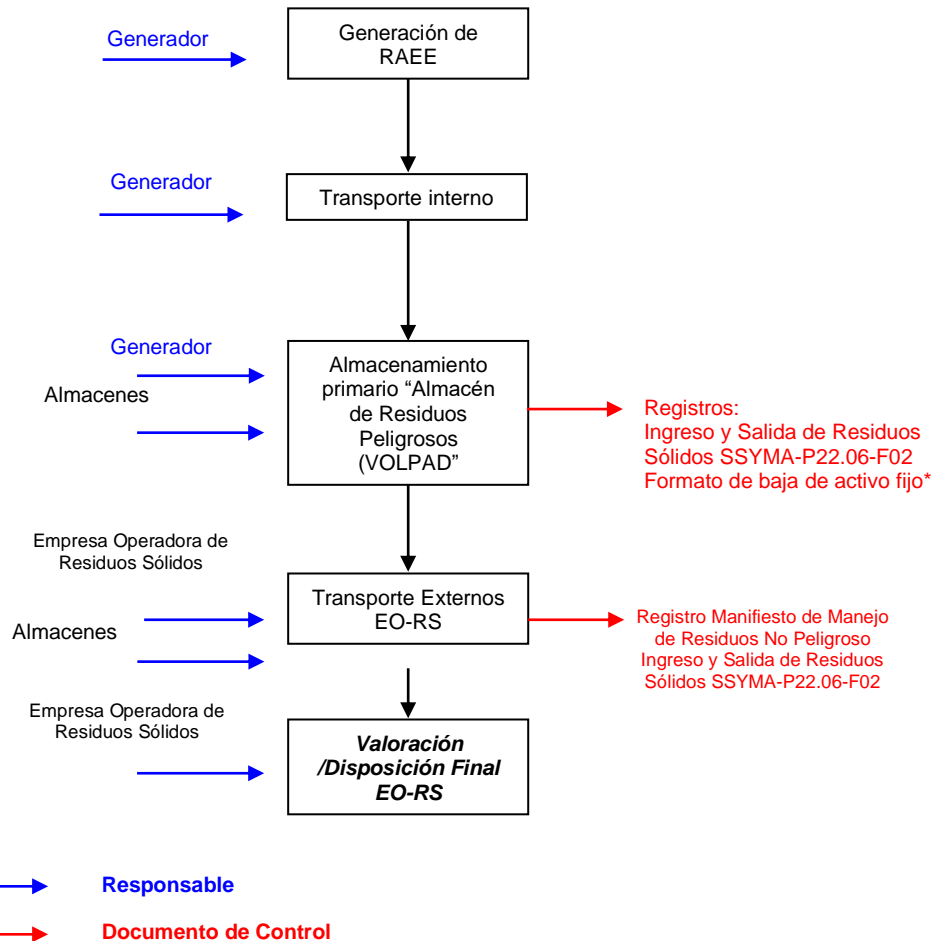 Generador
Generación de
RAEE
Generador
Transporte interno
Generador
Almacenes
Almacenamiento
primario “Almacén
de Residuos
Peligrosos
(VOLPAD”
Registros:
Ingreso y Salida de Residuos
Sólidos SSYMA-P22.06-F02
Formato de baja de activo fijo*
Empresa Operadora de
Residuos Sólidos
Almacenes
Transporte Externos
EO-RS
Registro Manifiesto de Manejo
de Residuos No Peligroso
Ingreso y Salida de Residuos
Sólidos SSYMA-P22.06-F02
Empresa Operadora de
Residuos Sólidos
Valoración
/Disposición Final
EO-RS
Responsable
Documento de Control